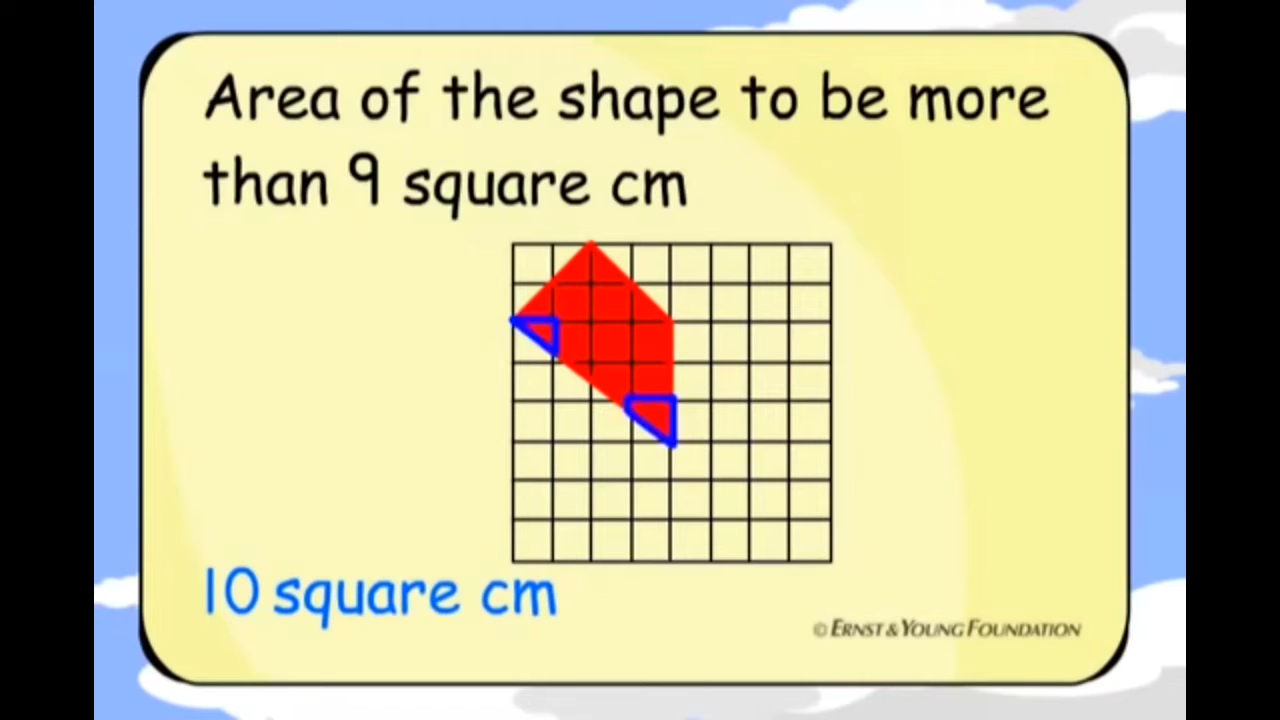 Area of the shape to be more
than 9 square cm
10 square cm
© ERNST & YOUNG FOUNDATION